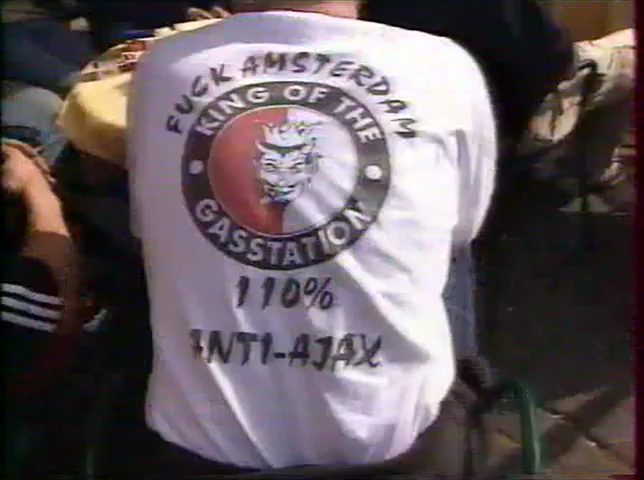 FUCK AMSTERDAM
KING OF THE
GASSTATION
110%
ANTI-AJAX